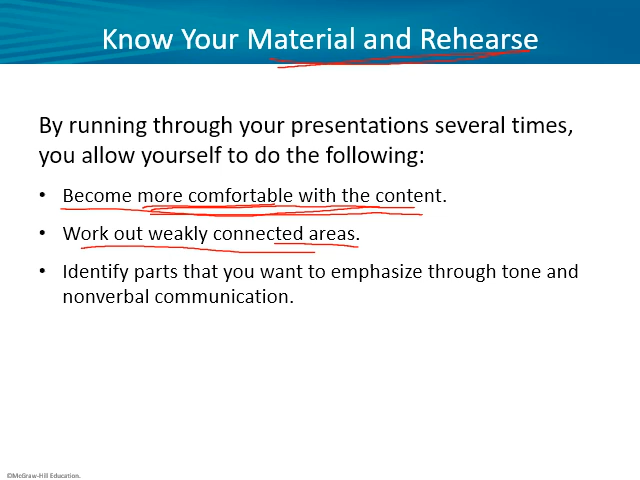 Know Your Material and Rehearse
By running through your presentations several times,
you allow yourself to do the following:
• Become more comfortable with the content.
• Work out weakly connected areas.
• Identify parts that you want to emphasize through tone and
nonverbal communication.
©McGraw-Hill Education.